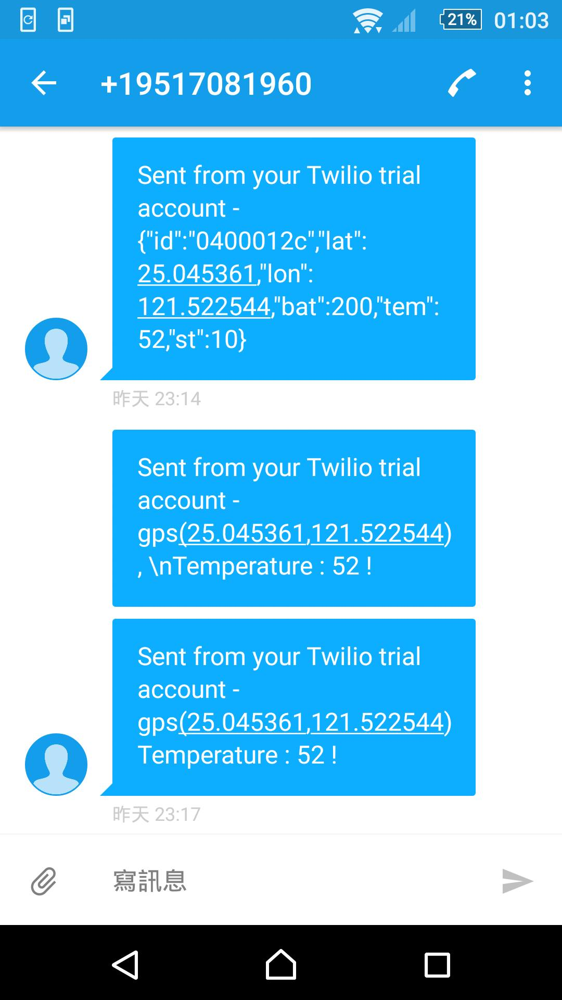 21%
01:03
+19517081960
Sent from your Twilio trial
account -
{"id":"0400012c","lat":
25.045361,"lon":
121.522544,"bat":200,"tem":
52,"st":10}
昨天 23:14
Sent from your Twilio trial
account -
gps(25.045361,121.522544)
, \nTemperature : 52 !
Sent from your Twilio trial
account -
gps(25.045361,121.522544)
Temperature : 52 !
昨天 23:17
寫訊息